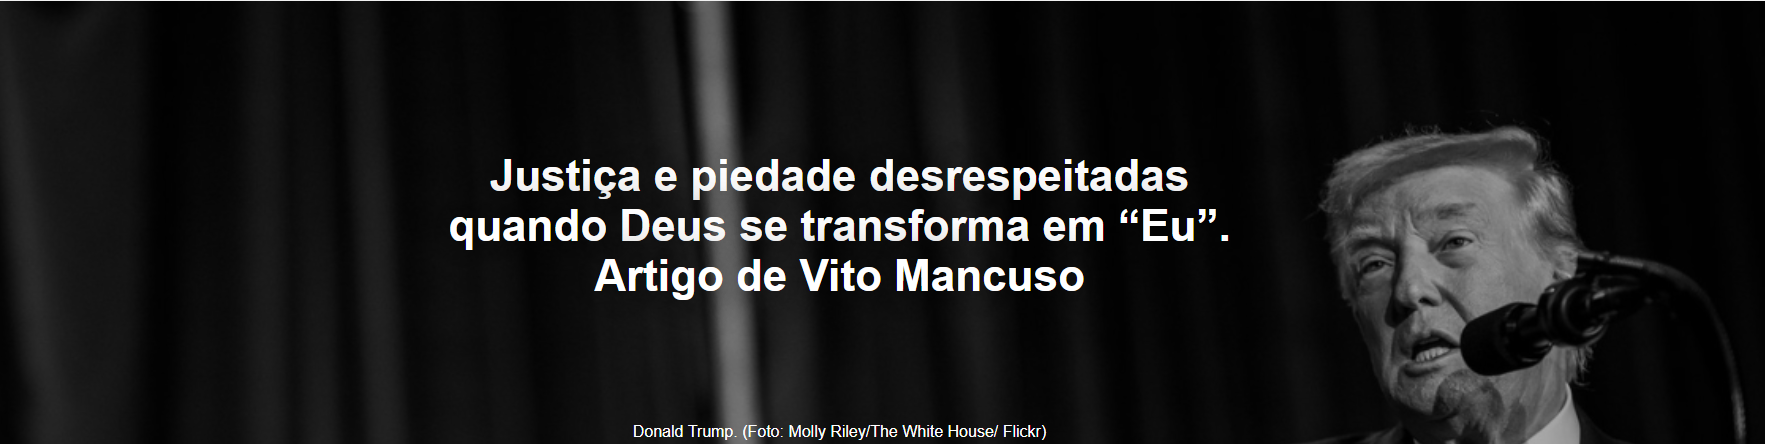 Justiça e piedade desrespeitadas
quando Deus se transforma em “Eu”.
Artigo de Vito Mancuso
Donald Trump. (Foto: Molly Riley/The White House/ Flickr)